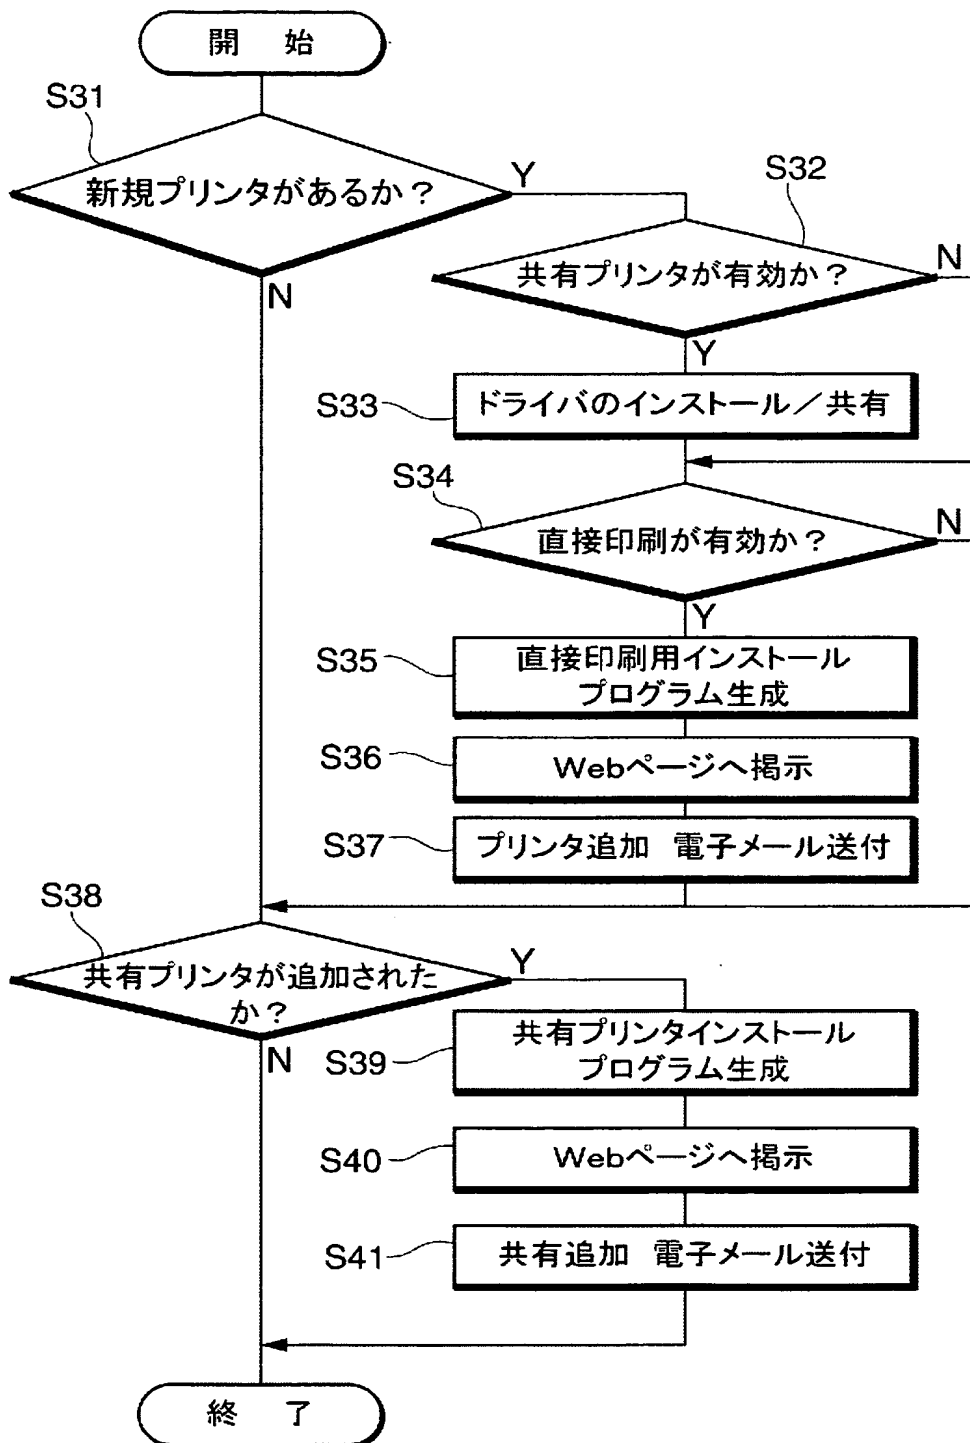 開 始
S31
新規プリンタがあるか？
Y
N
S32
共有プリンタが有効か？
N
Y
S33
ドライバのインストール／共有
S34
直接印刷が有効か？
N
Y
S35
直接印刷用インストール
プログラム生成
S36
Webページへ掲示
S37
プリンタ追加 電子メール送付
S38
共有プリンタが追加された
か？
Y
N
S39
共有プリンタインストール
プログラム生成
S40
Webページへ掲示
S41
共有追加 電子メール送付
終 了